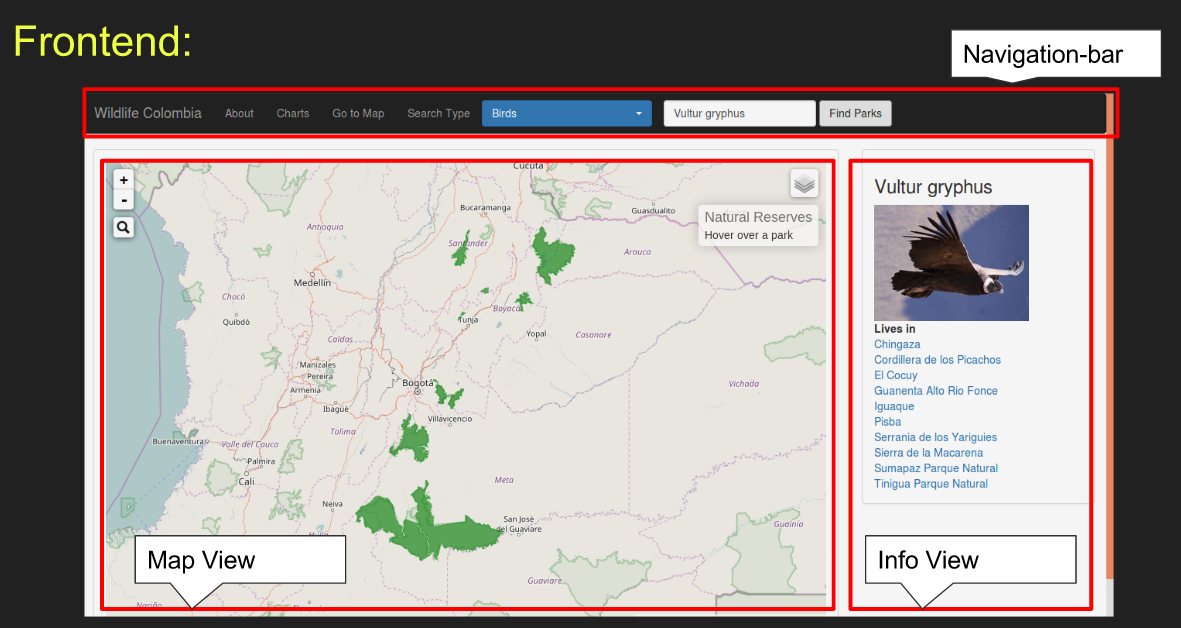 Frontend:
Navigation-bar
Wildlife Colombia About Charts Go to Map Search Type Birds Vultur gryphus Find Parks
+
-
Natural Reserves
Hover over a park
Cúcuta
Bucaramanga
Guasdualito
Antioquia
Santander
Arauca
Medellín
Chocó
Boyacá
Quibdó
Tunja
Yopal
Casanare
Caldas
Manizales
Pereira
Armenia
Bogotá
Vichada
Ibagué
Villavicencio
Tolima
Buenaventura
Valle del Cauca
Palmira
Cali
Meta
Neiva
San José
del Guaviare
Guainía
Huila
Guaviare
Nariño
Map View
Vultur gryphus
Lives in
Chingaza
Cordillera de los Picachos
El Cocuy
Guanenta Alto Rio Fonce
Iguaque
Pisba
Serrania de los Yariguies
Sierra de la Macarena
Sumapaz Parque Natural
Tinigua Parque Natural
Info View